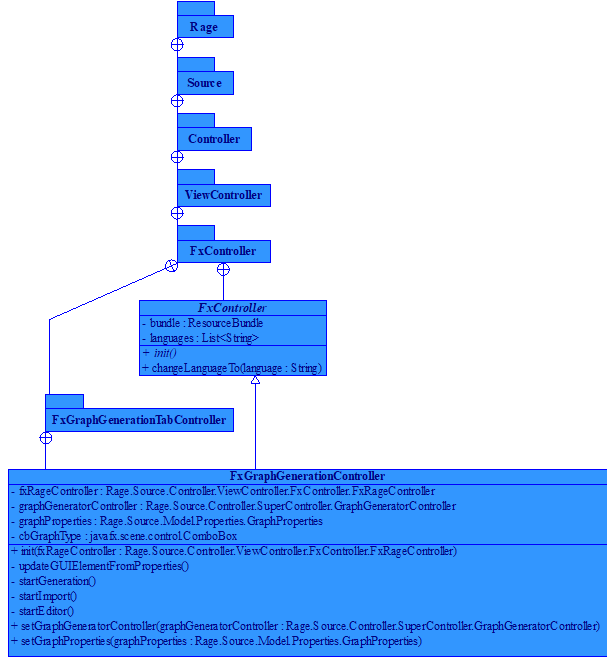 Rage
Source
Controller
ViewController
FxController
FxController
- bundle : ResourceBundle
- languages : List<String>
+ init()
+ changeLanguageTo(language : String)
FxGraphGenerationTabController
FxGraphGenerationController
- fxRageController : Rage.Source.Controller.ViewController.FxController.FxRageController
- graphGeneratorController : Rage.Source.Controller.SuperController.GraphGeneratorController
- graphProperties : Rage.Source.Model.Properties.GraphProperties
- cbGraphType : javafx.scene.control.ComboBox
+ init(fxRageController : Rage.Source.Controller.ViewController.FxController.FxRageController)
- updateGUIElementFromProperties()
- startGeneration()
- startImport()
- startEditor()
+ setGraphGeneratorController(graphGeneratorController : Rage.Source.Controller.SuperController.GraphGeneratorController)
+ setGraphProperties(graphProperties : Rage.Source.Model.Properties.GraphProperties)